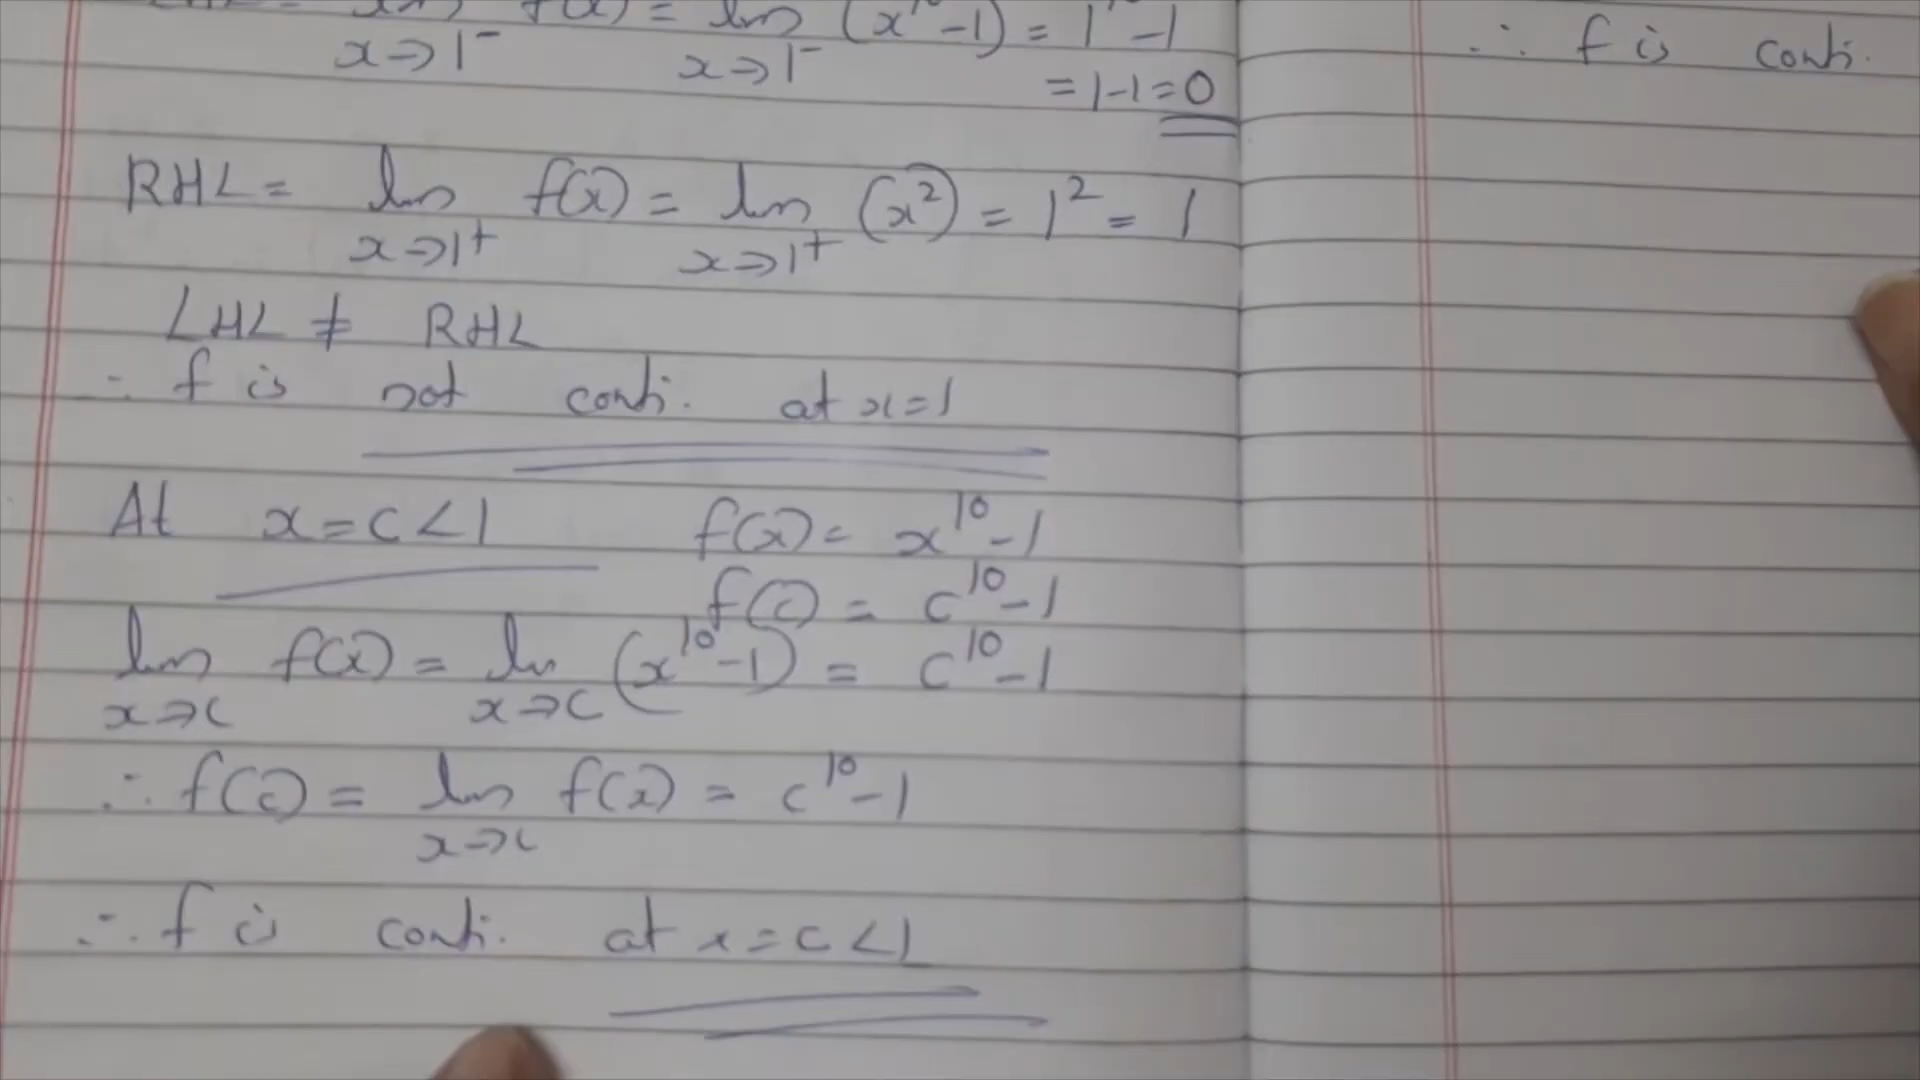 lim f(x) = lim (x¹⁰-1) = 1¹⁰-1
x→1⁻ x→1⁻
= 1-1 = 0
RHL = lim f(x) = lim (x²) = 1² = 1
x→1⁺ x→1⁺
LHL ≠ RHL
∴ f is not conti. at x=1
At x = c < 1 f(x) = x¹⁰-1
f(c) = c¹⁰-1
lim f(x) = lim (x¹⁰-1) = c¹⁰-1
x→c x→c
∴ f(c) = lim f(x) = c¹⁰-1
x→c
∴ f is conti. at x = c < 1
∴ f is conti.